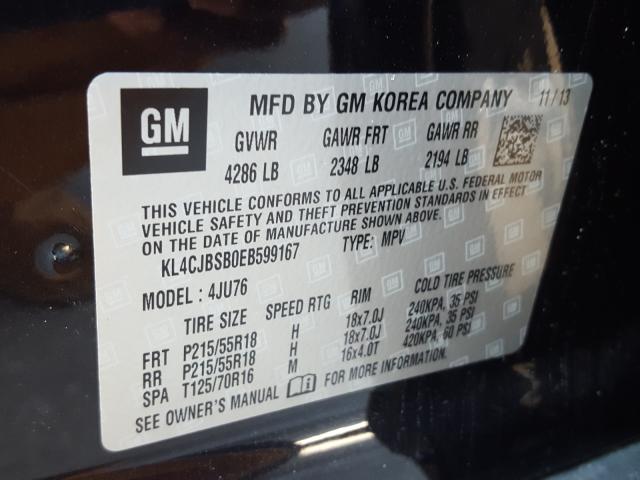 GM
MFD BY GM KOREA COMPANY 11/13
GVWR GAWR FRT GAWR RR
4286 LB 2348 LB 2194 LB
THIS VEHICLE CONFORMS TO ALL APPLICABLE U.S. FEDERAL MOTOR
VEHICLE SAFETY AND THEFT PREVENTION STANDARDS IN EFFECT
ON THE DATE OF MANUFACTURE SHOWN ABOVE.
KL4CJBSB0EB599167 TYPE: MPV
MODEL : 4JU76
TIRE SIZE SPEED RTG RIM COLD TIRE PRESSURE
FRT P215/55R18 H 18x7.0J 240KPA, 35 PSI
RR P215/55R18 H 18x7.0J 240KPA, 35 PSI
SPA T125/70R16 M 16x4.0T 420KPA, 60 PSI
SEE OWNER'S MANUAL FOR MORE INFORMATION.